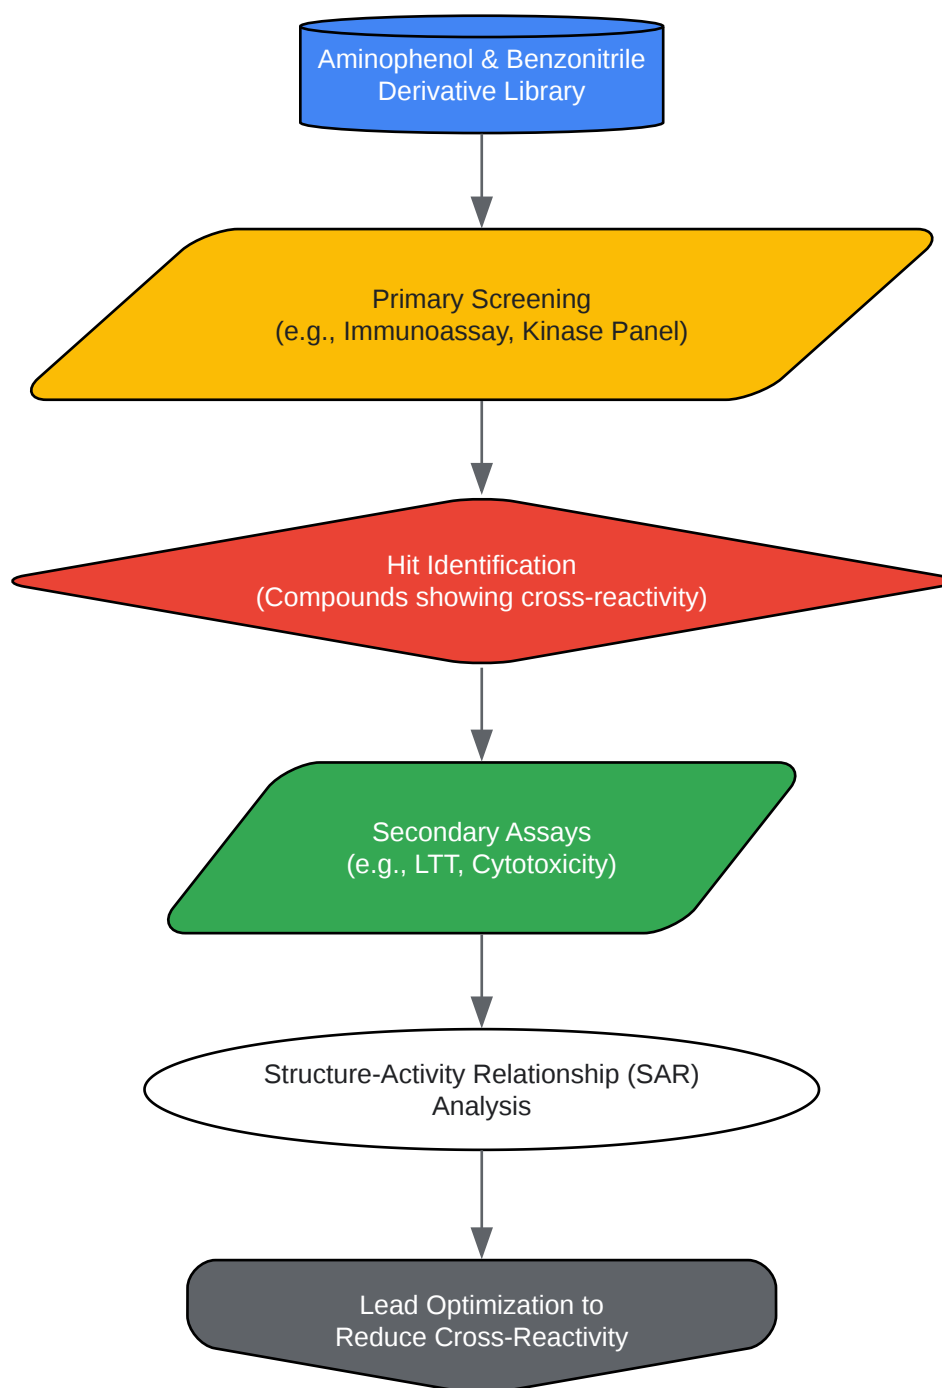 Aminophenol & Benzonitrile
Derivative Library
Primary Screening
(e.g., Immunoassay, Kinase Panel)
Hit Identification
(Compounds showing cross-reactivity)
Secondary Assays
(e.g., LTT, Cytotoxicity)
Structure-Activity Relationship (SAR)
Analysis
Lead Optimization to
Reduce Cross-Reactivity